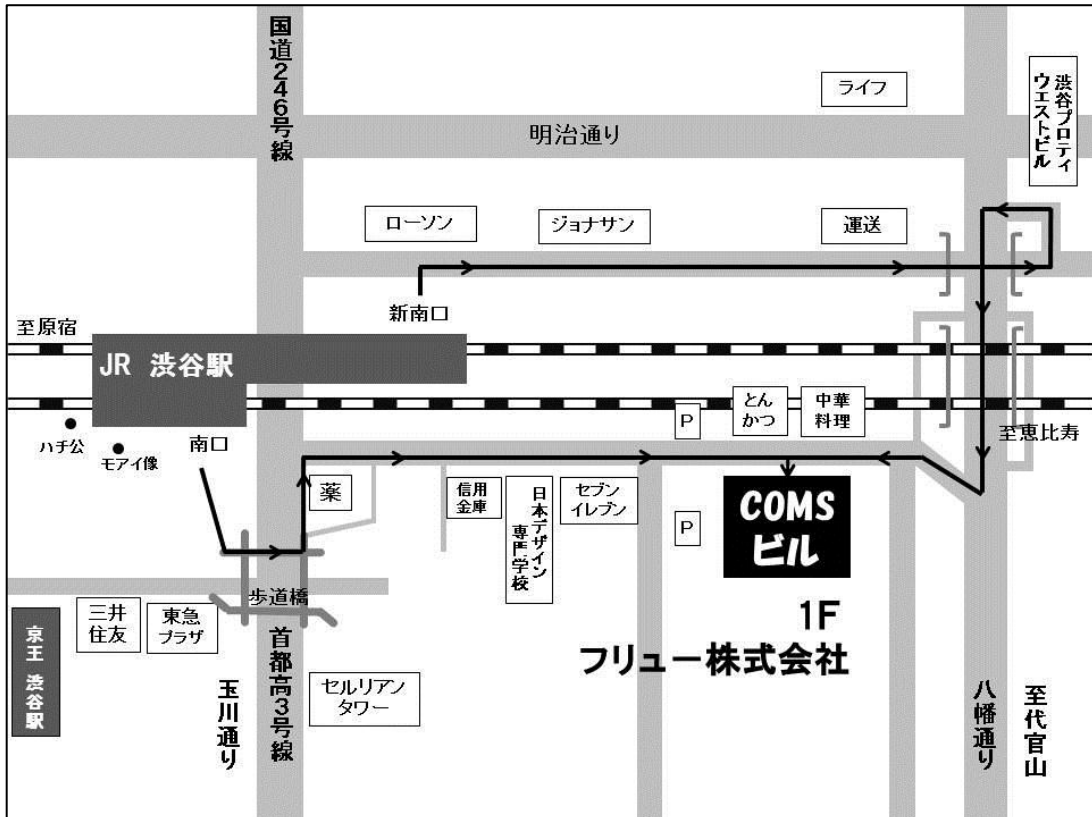 国道246号線
ライフ
渋谷プロティ
ウエストビル
明治通り
ローソン
ジョナサン
運送
新南口
至原宿
JR 渋谷駅
ハチ公
モアイ像
南口
P
とん
かつ
中華
料理
至恵比寿
薬
信用
金庫
日本デザイン
専門学校
セブン
イレブン
P
COMS
ビル
歩道橋
三井
住友
東急
プラザ
京王 渋谷駅
1F
フリュー株式会社
玉川通り
首都高3号線
セルリアン
タワー
八幡通り
至代官山